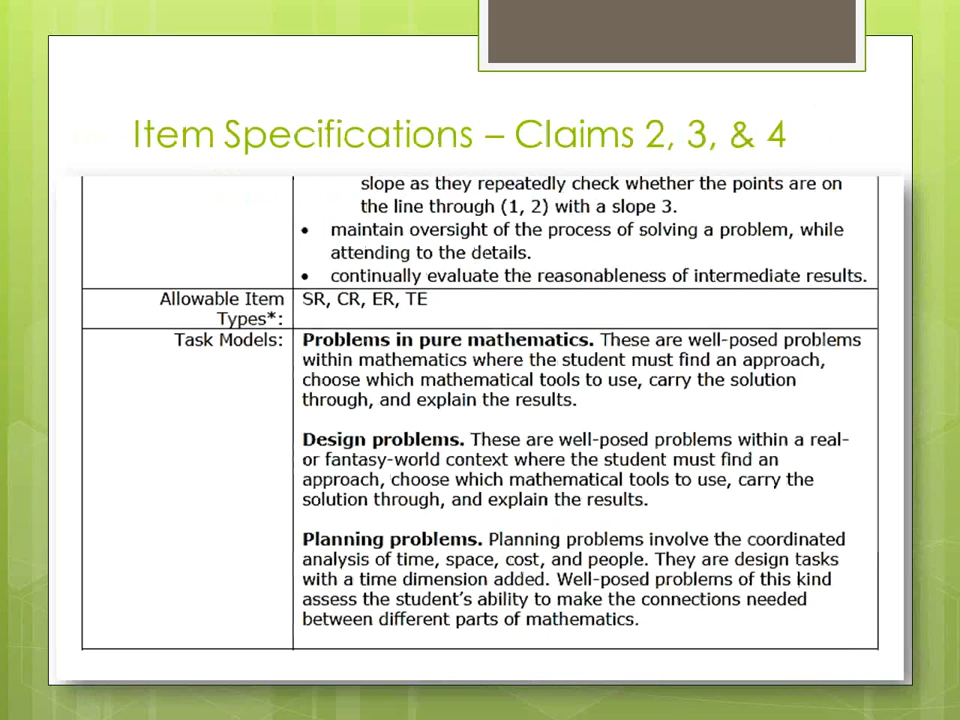 Item Specifications – Claims 2, 3, & 4
slope as they repeatedly check whether the points are on
the line through (1, 2) with a slope 3.
• maintain oversight of the process of solving a problem, while
attending to the details.
• continually evaluate the reasonableness of intermediate results.
Allowable Item
Types*:
SR, CR, ER, TE
Task Models:
Problems in pure mathematics. These are well-posed problems
within mathematics where the student must find an approach,
choose which mathematical tools to use, carry the solution
through, and explain the results.
Design problems. These are well-posed problems within a real-
or fantasy-world context where the student must find an
approach, choose which mathematical tools to use, carry the
solution through, and explain the results.
Planning problems. Planning problems involve the coordinated
analysis of time, space, cost, and people. They are design tasks
with a time dimension added. Well-posed problems of this kind
assess the student’s ability to make the connections needed
between different parts of mathematics.